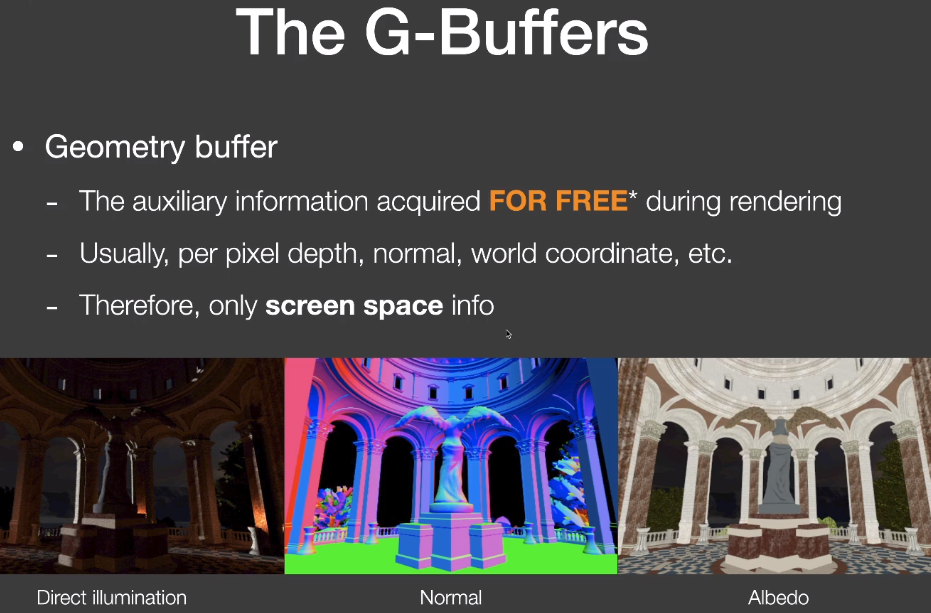 The G-Buffers
• Geometry buffer
- The auxiliary information acquired FOR FREE* during rendering
- Usually, per pixel depth, normal, world coordinate, etc.
- Therefore, only screen space info
Direct illumination
Normal
Albedo